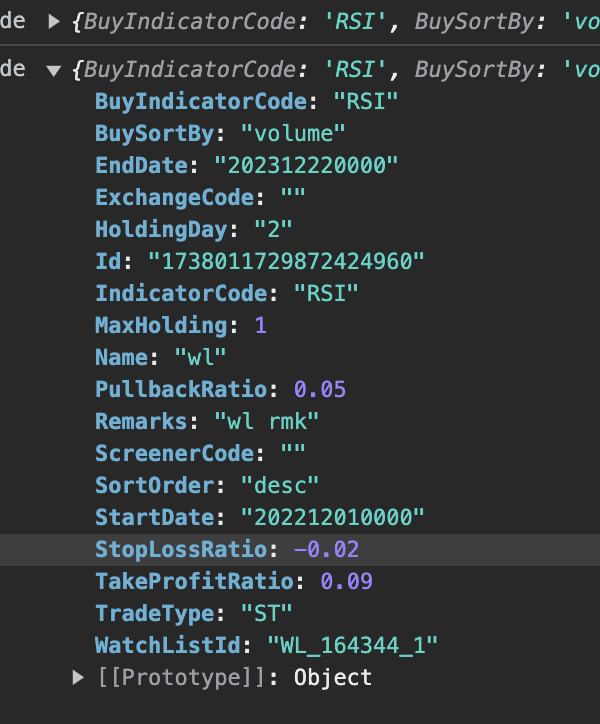 de ▶ {BuyIndicatorCode: 'RSI', BuySortBy: 'vo
de ▼ {BuyIndicatorCode: 'RSI', BuySortBy: 'vo
BuyIndicatorCode: "RSI"
BuySortBy: "volume"
EndDate: "202312220000"
ExchangeCode: ""
HoldingDay: "2"
Id: "1738011729872424960"
IndicatorCode: "RSI"
MaxHolding: 1
Name: "wl"
PullbackRatio: 0.05
Remarks: "wl rmk"
ScreenerCode: ""
SortOrder: "desc"
StartDate: "202212010000"
StopLossRatio: -0.02
TakeProfitRatio: 0.09
TradeType: "ST"
WatchListId: "WL_164344_1"
▶ [[Prototype]]: Object